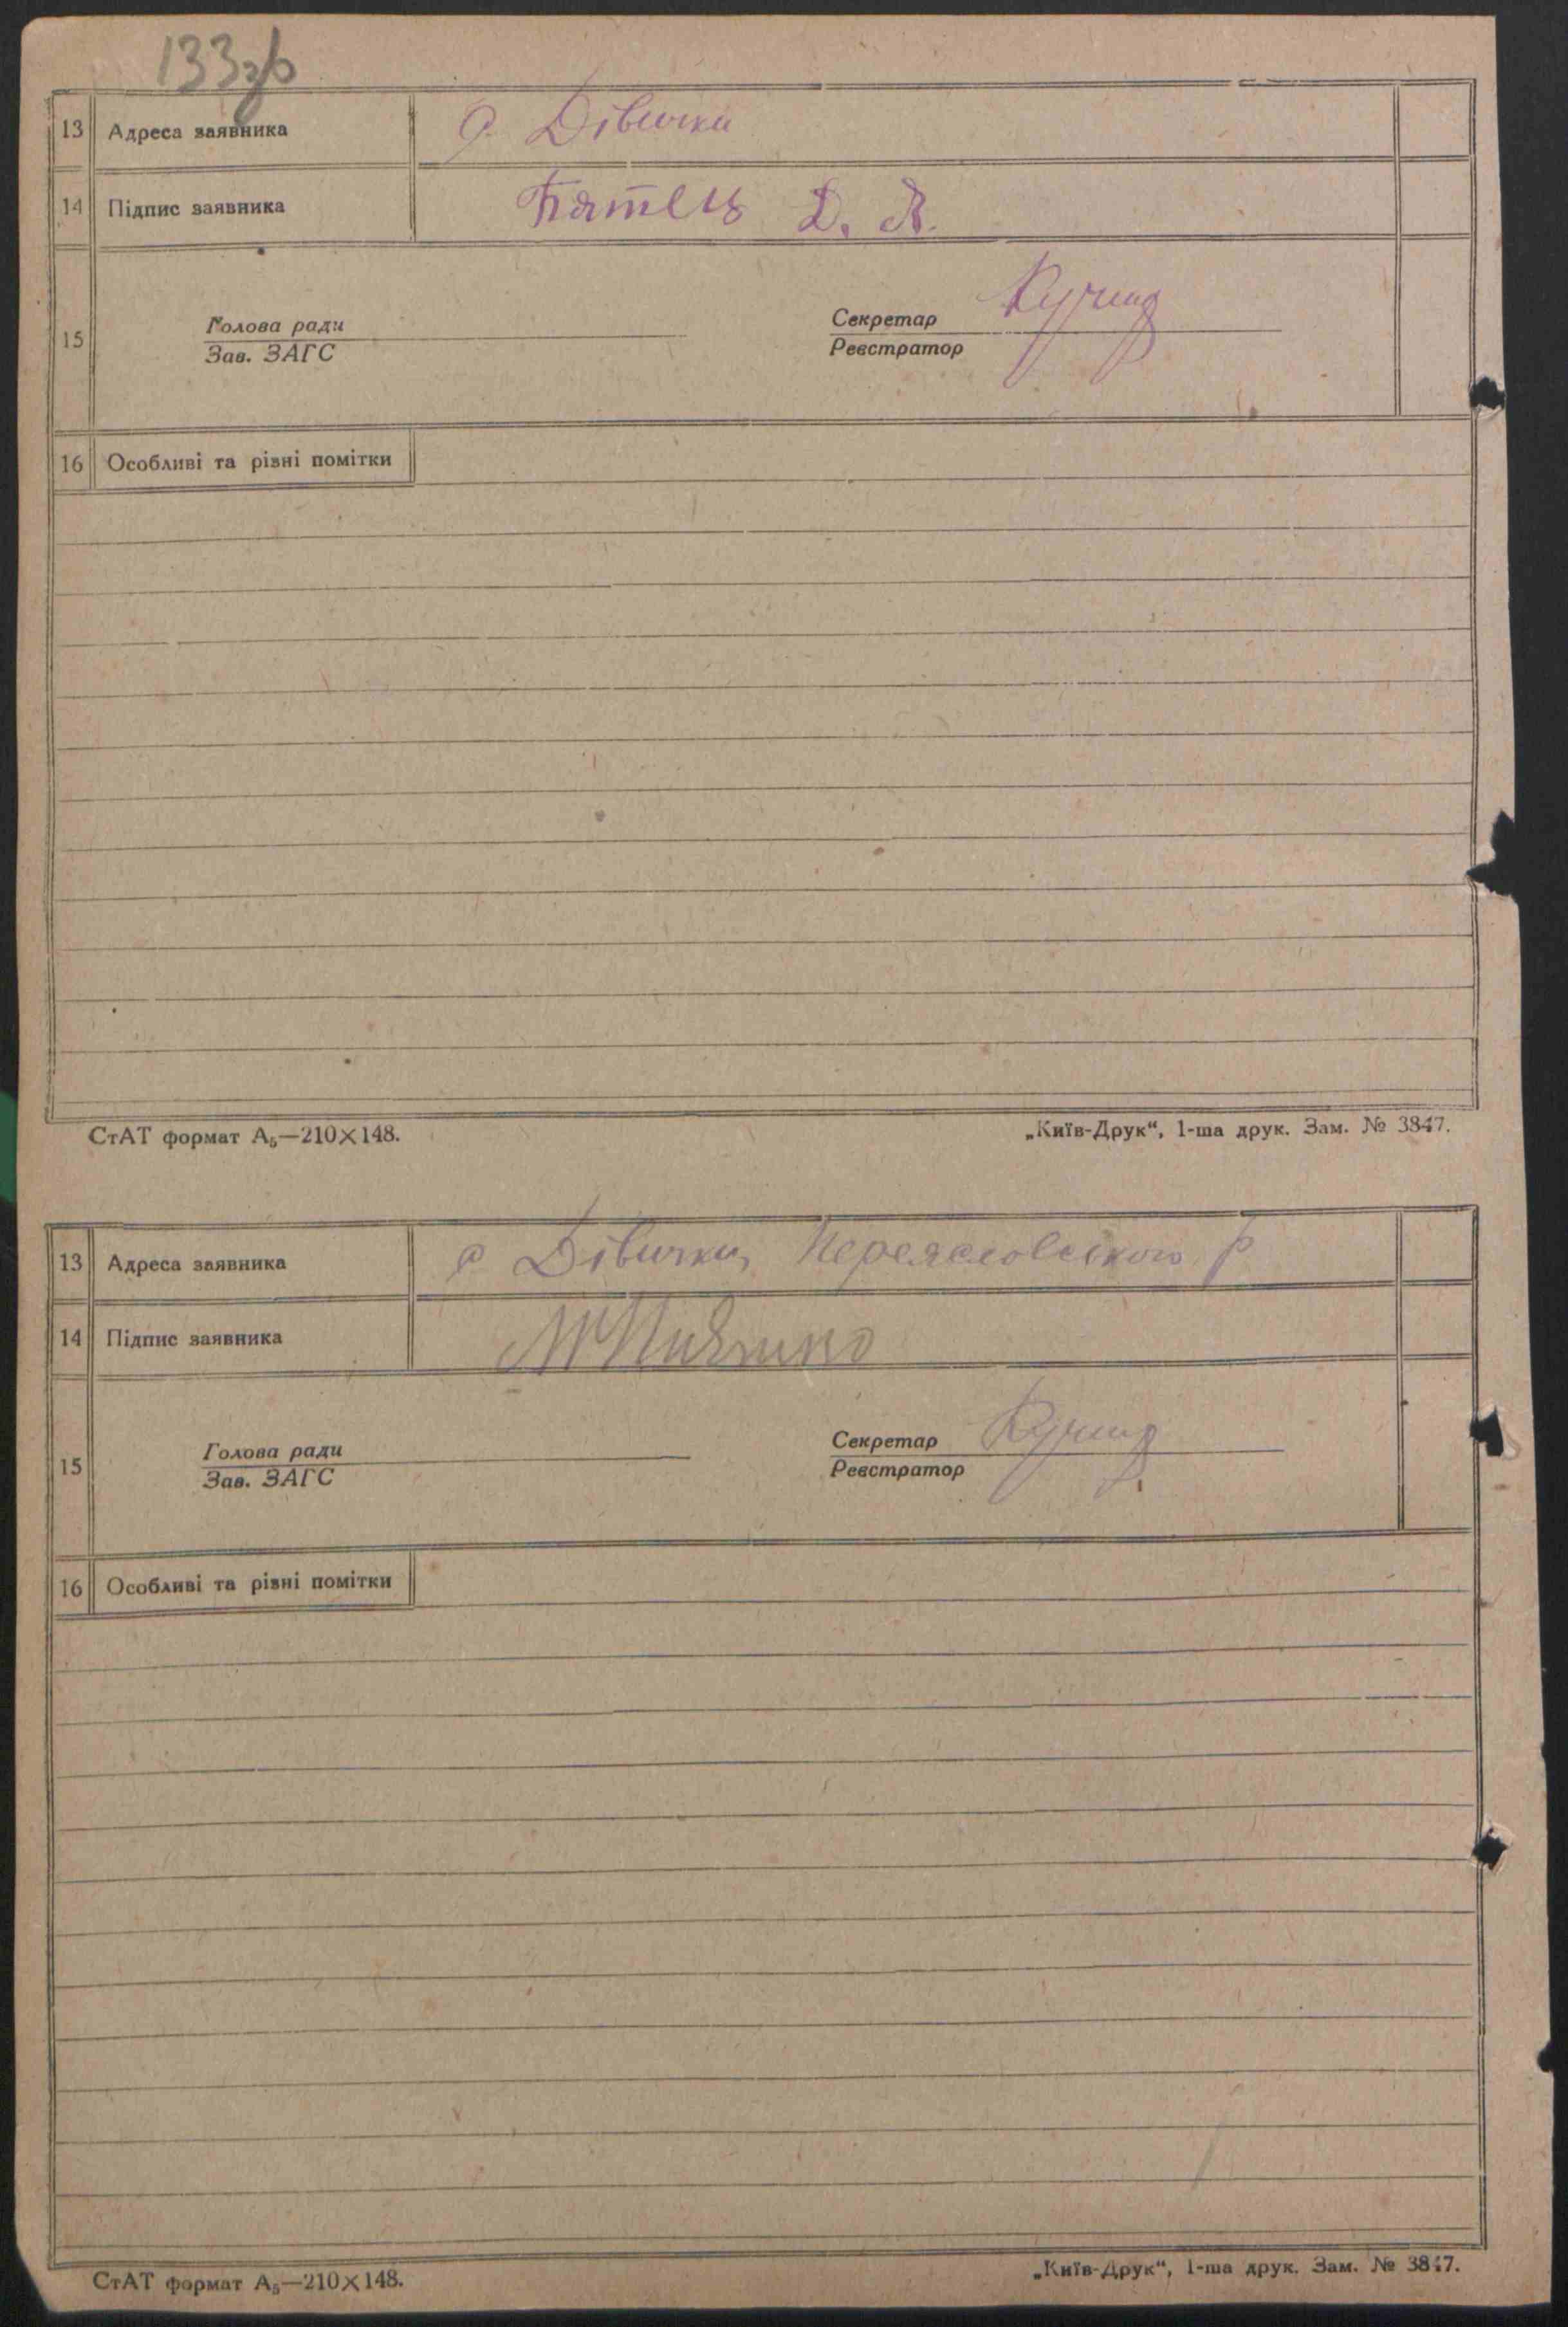 133зв
13 Адреса заявника с. Дівички
14 Підпис заявника Пятець Д. Я.
15 Голова ради
Зав. ЗАГС
Секретар
Реєстратор
16 Особливі та різні помітки
СтАТ формат А₅—210×148. „Київ-Друк“, 1-ша друк. Зам. № 3847.
13 Адреса заявника с Дівички, Переяславського р
14 Підпис заявника
15 Голова ради
Зав. ЗАГС
Секретар
Реєстратор
16 Особливі та різні помітки
СтАТ формат А₅—210×148. „Київ-Друк“, 1-ша друк. Зам. № 3847.